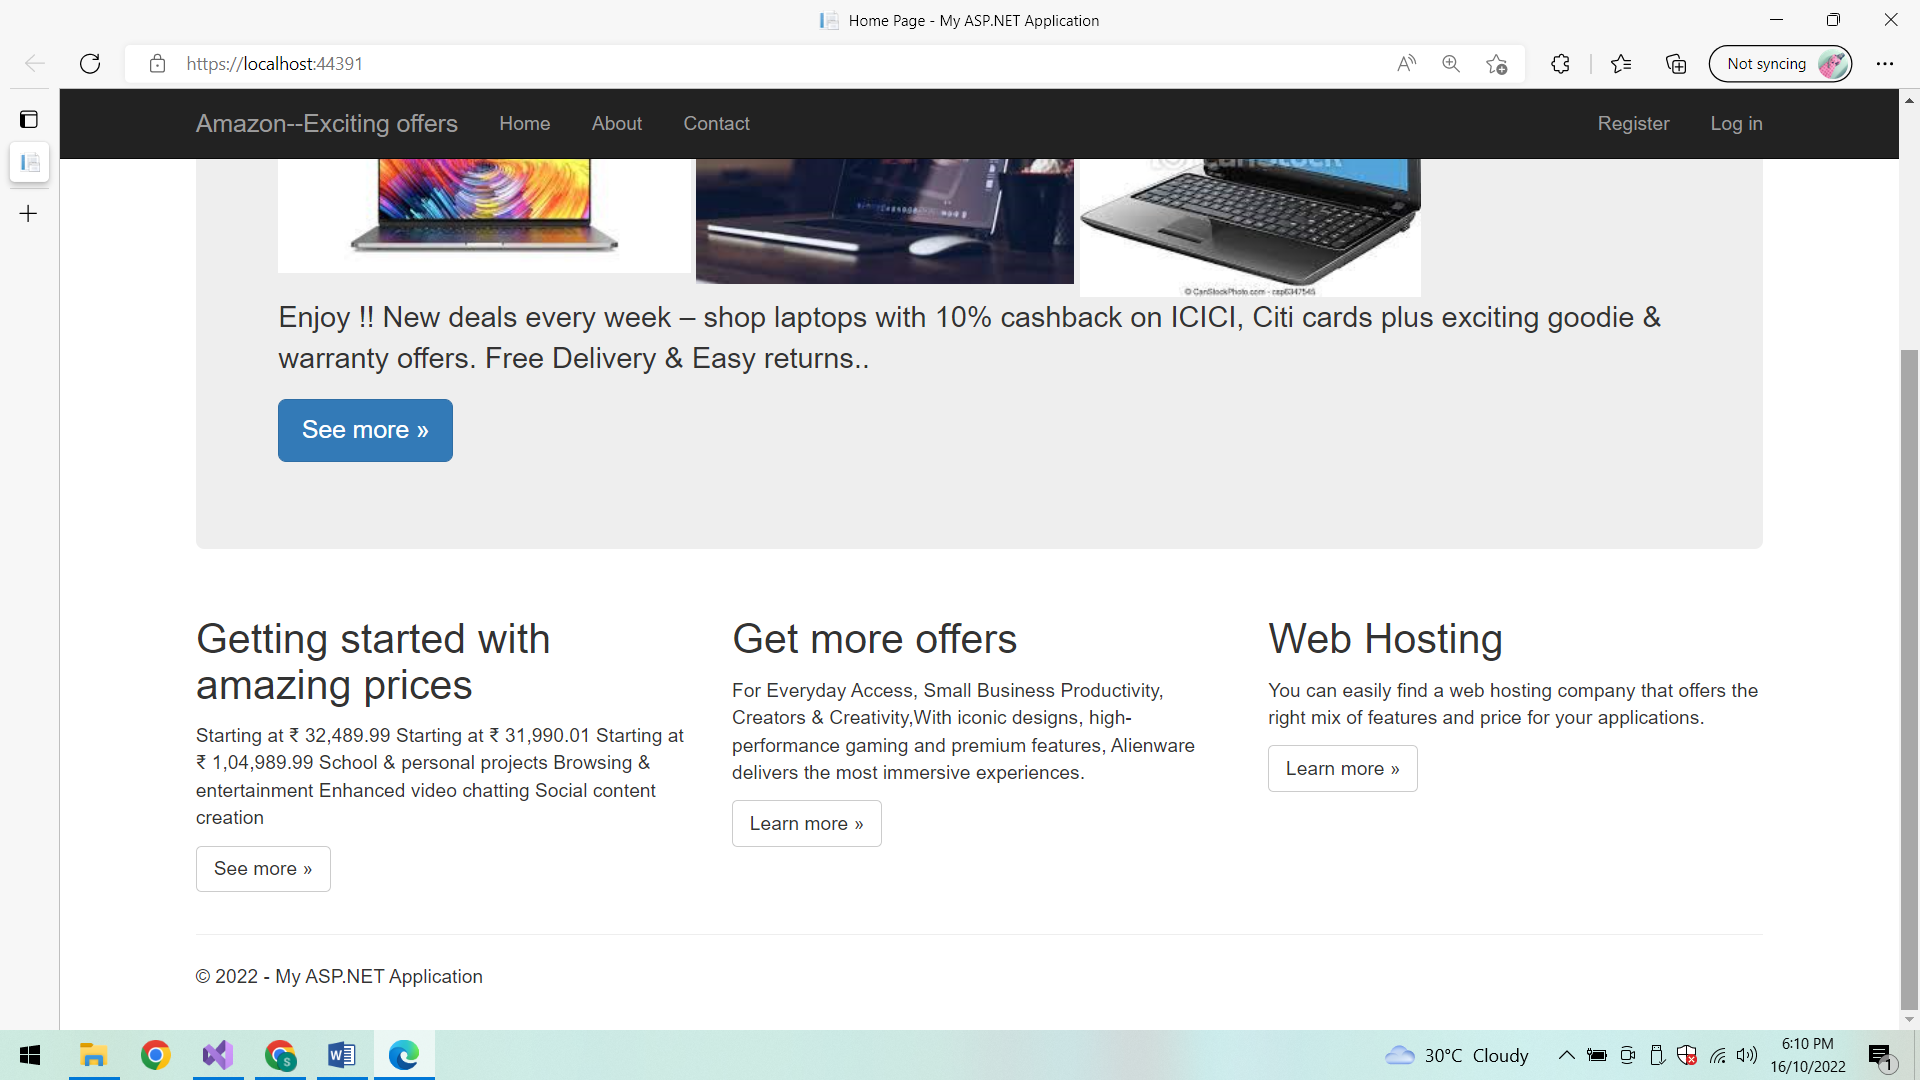 Home Page - My ASP.NET Application
https://localhost:44391
Not syncing
Amazon--Exciting offers Home About Contact Register Log in
© CanStockPhoto.com - csp6347545
Enjoy !! New deals every week – shop laptops with 10% cashback on ICICI, Citi cards plus exciting goodie &
warranty offers. Free Delivery & Easy returns..
See more »
Getting started with
amazing prices
Starting at ₹ 32,489.99 Starting at ₹ 31,990.01 Starting at
₹ 1,04,989.99 School & personal projects Browsing &
entertainment Enhanced video chatting Social content
creation
See more »
Get more offers
For Everyday Access, Small Business Productivity,
Creators & Creativity,With iconic designs, high-
performance gaming and premium features, Alienware
delivers the most immersive experiences.
Learn more »
Web Hosting
You can easily find a web hosting company that offers the
right mix of features and price for your applications.
Learn more »
© 2022 - My ASP.NET Application
30°C Cloudy
6:10 PM
16/10/2022
1